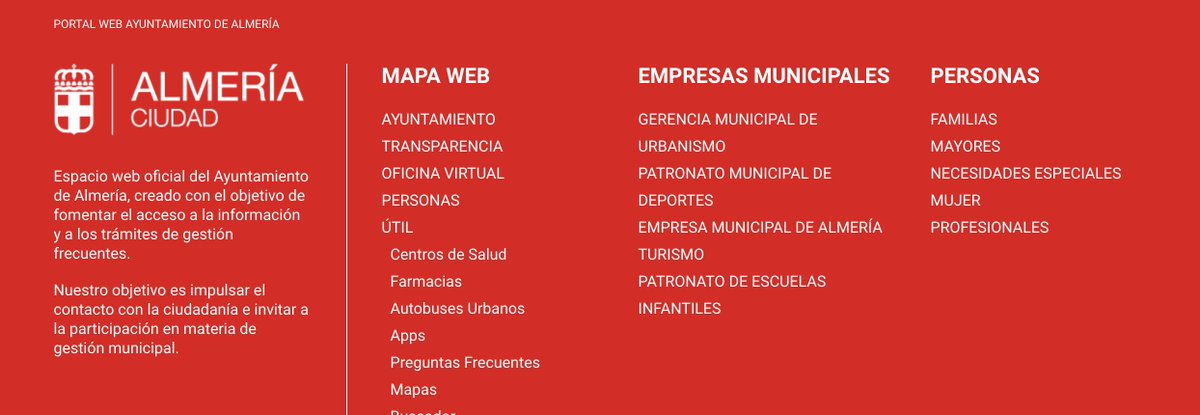 PORTAL WEB AYUNTAMIENTO DE ALMERÍA
ALMERÍA
CIUDAD
Espacio web oficial del Ayuntamiento
de Almería, creado con el objetivo de
fomentar el acceso a la información
y a los trámites de gestión
frecuentes.
Nuestro objetivo es impulsar el
contacto con la ciudadanía e invitar a
la participación en materia de
gestión municipal.
MAPA WEB
AYUNTAMIENTO
TRANSPARENCIA
OFICINA VIRTUAL
PERSONAS
ÚTIL
Centros de Salud
Farmacias
Autobuses Urbanos
Apps
Preguntas Frecuentes
Mapas
Buscador
EMPRESAS MUNICIPALES
GERENCIA MUNICIPAL DE
URBANISMO
PATRONATO MUNICIPAL DE
DEPORTES
EMPRESA MUNICIPAL DE ALMERÍA
TURISMO
PATRONATO DE ESCUELAS
INFANTILES
PERSONAS
FAMILIAS
MAYORES
NECESIDADES ESPECIALES
MUJER
PROFESIONALES